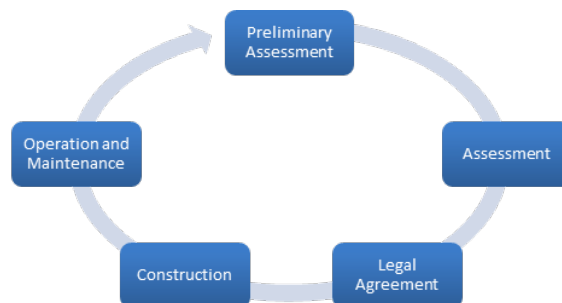 Preliminary
Assessment
Assessment
Legal
Agreement
Construction
Operation and
Maintenance